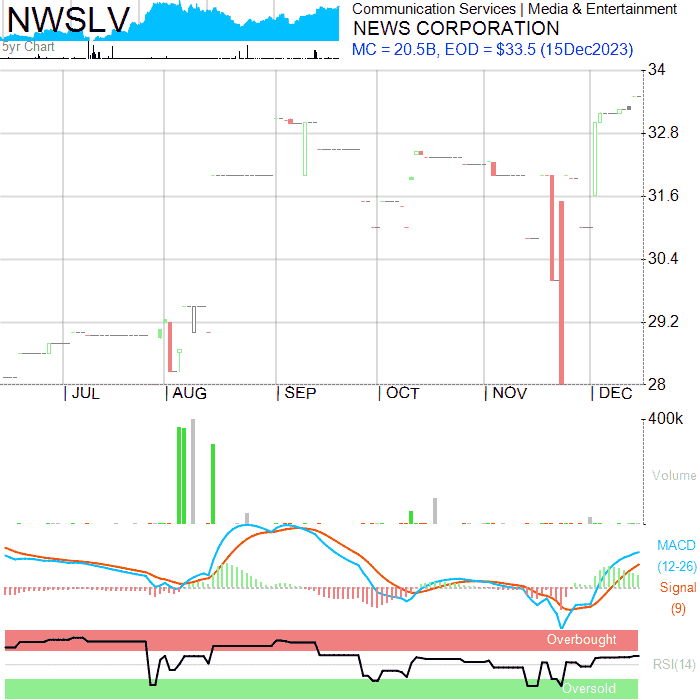 NWSLV
5yr Chart
Communication Services | Media & Entertainment
NEWS CORPORATION
MC = 20.5B, EOD = $33.5 (15Dec2023)
34
32.8
31.6
30.4
29.2
28
| JUL | AUG | SEP | OCT | NOV | DEC
400k
Volume
MACD
(12-26)
Signal
(9)
Overbought
RSI(14)
Oversold